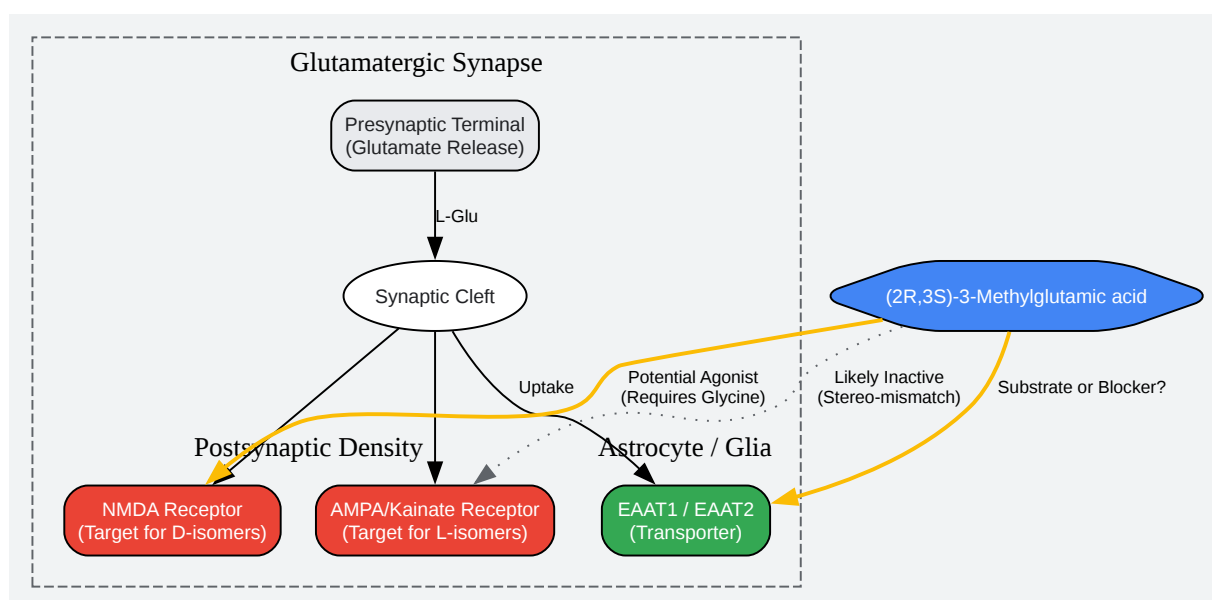 Glutamatergic Synapse
Presynaptic Terminal
(Glutamate Release)
L-Glu
Synaptic Cleft
(2R,3S)-3-Methylglutamic acid
Uptake
Potential Agonist
(Requires Glycine)
Likely Inactive
(Stereo-mismatch)
Substrate or Blocker?
Postsynaptic Density
Astrocyte / Glia
NMDA Receptor
(Target for D-isomers)
AMPA/Kainate Receptor
(Target for L-isomers)
EAAT1 / EAAT2
(Transporter)